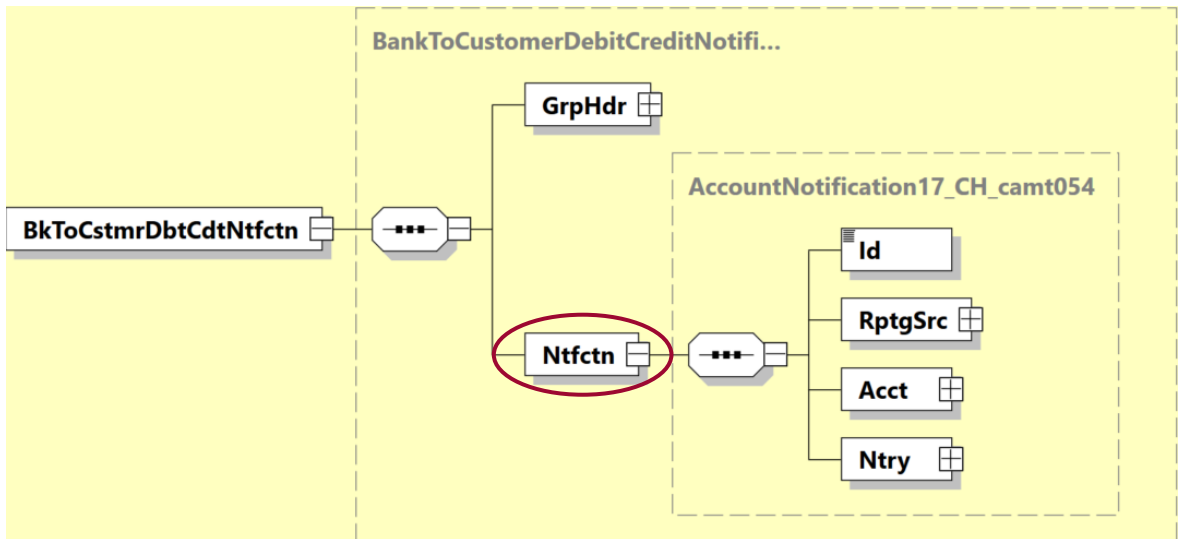 BankToCustomerDebitCreditNotifi...
GrpHdr
AccountNotification17_CH_camt054
BkToCstmrDbtCdtNtfctn
Id
RptgSrc
Ntfctn
Acct
Ntry